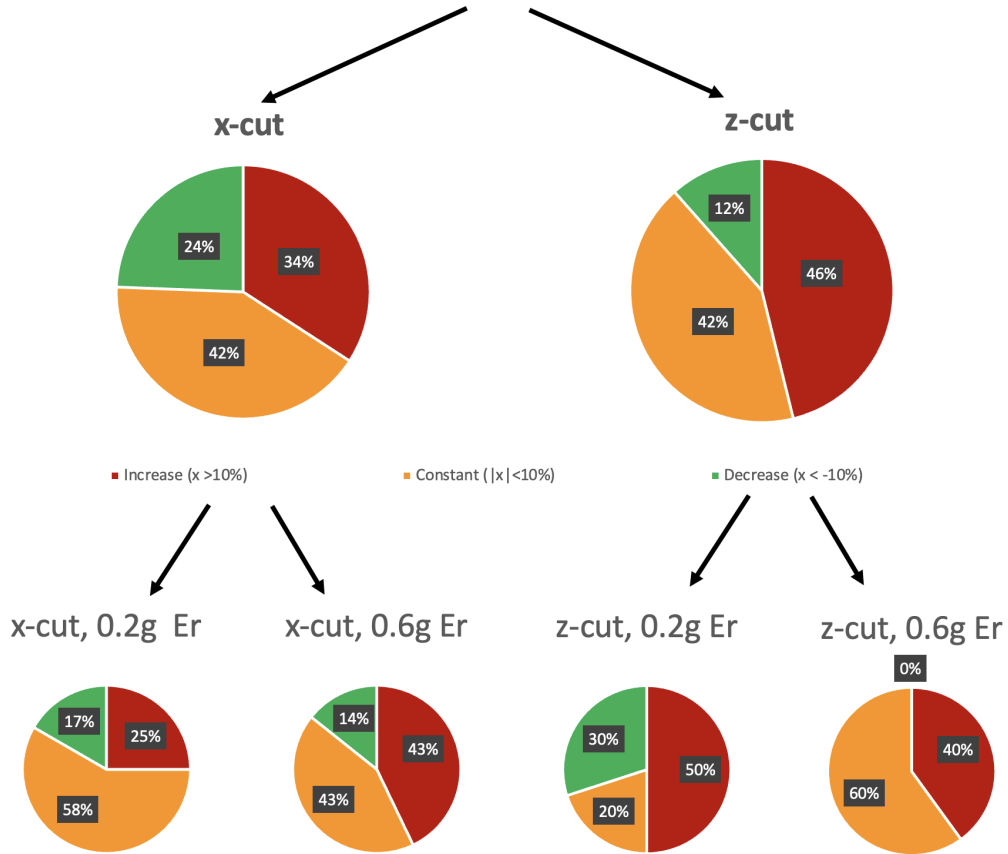 x-cut
z-cut
24%
34%
42%
12%
46%
42%
Increase (x >10%)
Constant (|x|<10%)
Decrease (x < -10%)
x-cut, 0.2g Er
x-cut, 0.6g Er
z-cut, 0.2g Er
z-cut, 0.6g Er
17%
25%
58%
14%
43%
43%
30%
50%
20%
0%
40%
60%